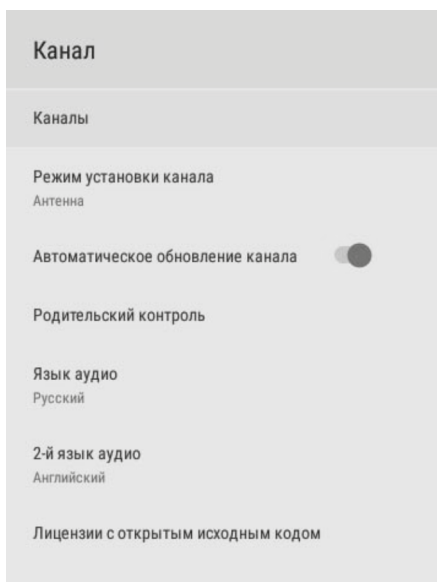 Канал
Каналы
Режим установки канала
Антенна
Автоматическое обновление канала
Родительский контроль
Язык аудио
Русский
2-й язык аудио
Английский
Лицензии с открытым исходным кодом